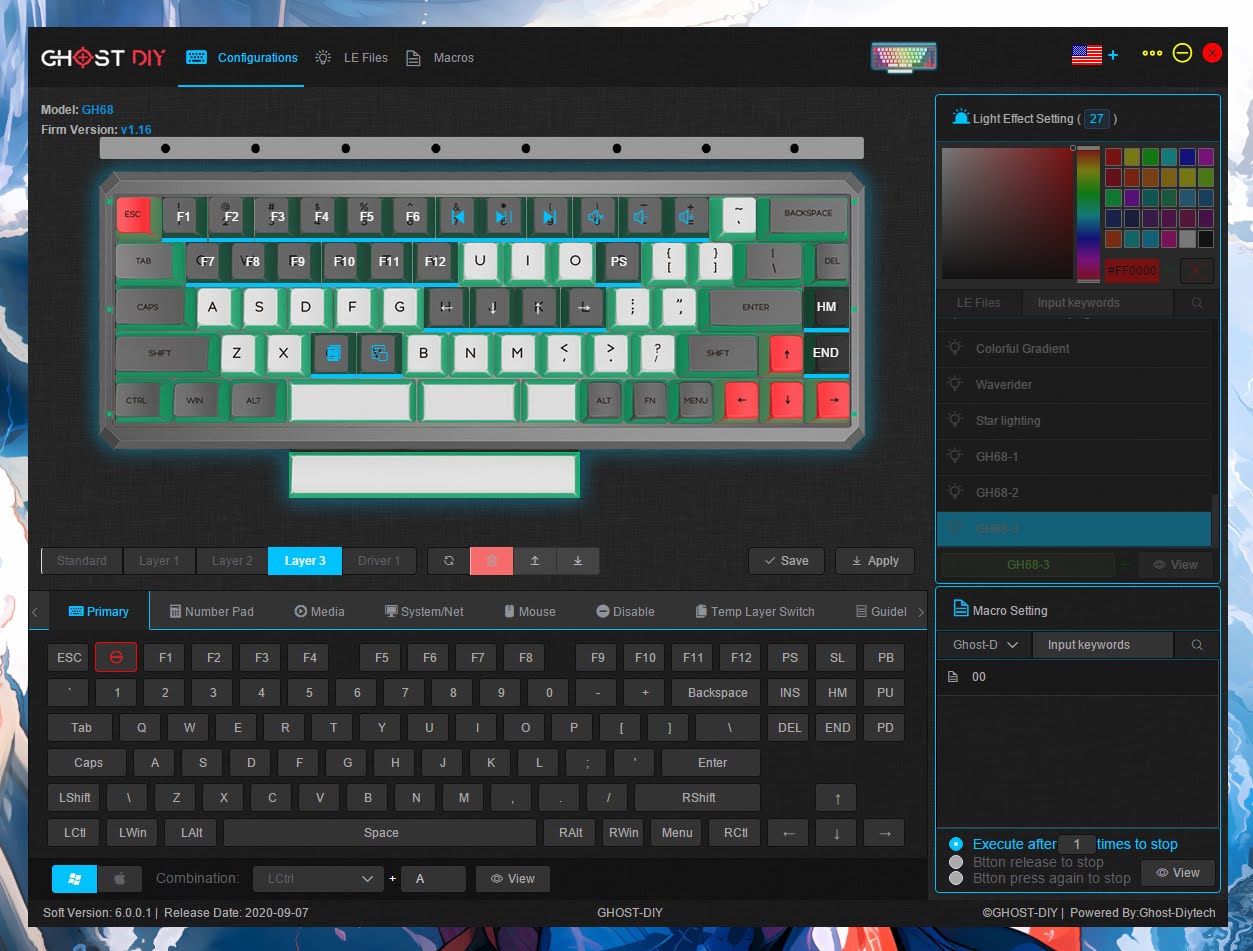 GHOST DIY
Configurations
LE Files
Macros
Model: GH68
Firm Version: v1.16
ESC F1 F2 F3 F4 F5 F6 ~ ` BACKSPACE
TAB F7 F8 F9 F10 F11 F12 U I O PS { [ } ] | \ DEL
CAPS A S D F G H J K L : ; " ' ENTER HM
SHIFT Z X B N M < , > . ? / SHIFT ↑ END
CTRL WIN ALT ALT FN MENU ← ↓ →
Standard Layer 1 Layer 2 Layer 3 Driver 1
Save Apply
Primary Number Pad Media System/Net Mouse Disable Temp Layer Switch Guidel
ESC F1 F2 F3 F4 F5 F6 F7 F8 F9 F10 F11 F12 PS SL PB
` 1 2 3 4 5 6 7 8 9 0 - + Backspace INS HM PU
Tab Q W E R T Y U I O P [ ] \ DEL END PD
Caps A S D F G H J K L ; ' Enter
LShift \ Z X C V B N M , . / RShift ↑
LCtl LWin LAlt Space RAlt RWin Menu RCtl ← ↓ →
Combination: LCtrl + A View
Light Effect Setting ( 27 )
#FF0000
LE Files Input keywords
Colorful Gradient
Waverider
Star lighting
GH68-1
GH68-2
GH68-3
GH68-3 View
Macro Setting
Ghost-D Input keywords
00
Execute after 1 times to stop
Btton release to stop
Btton press again to stop
View
Soft Version: 6.0.0.1 | Release Date: 2020-09-07
GHOST-DIY
©GHOST-DIY | Powered By:Ghost-Diytech